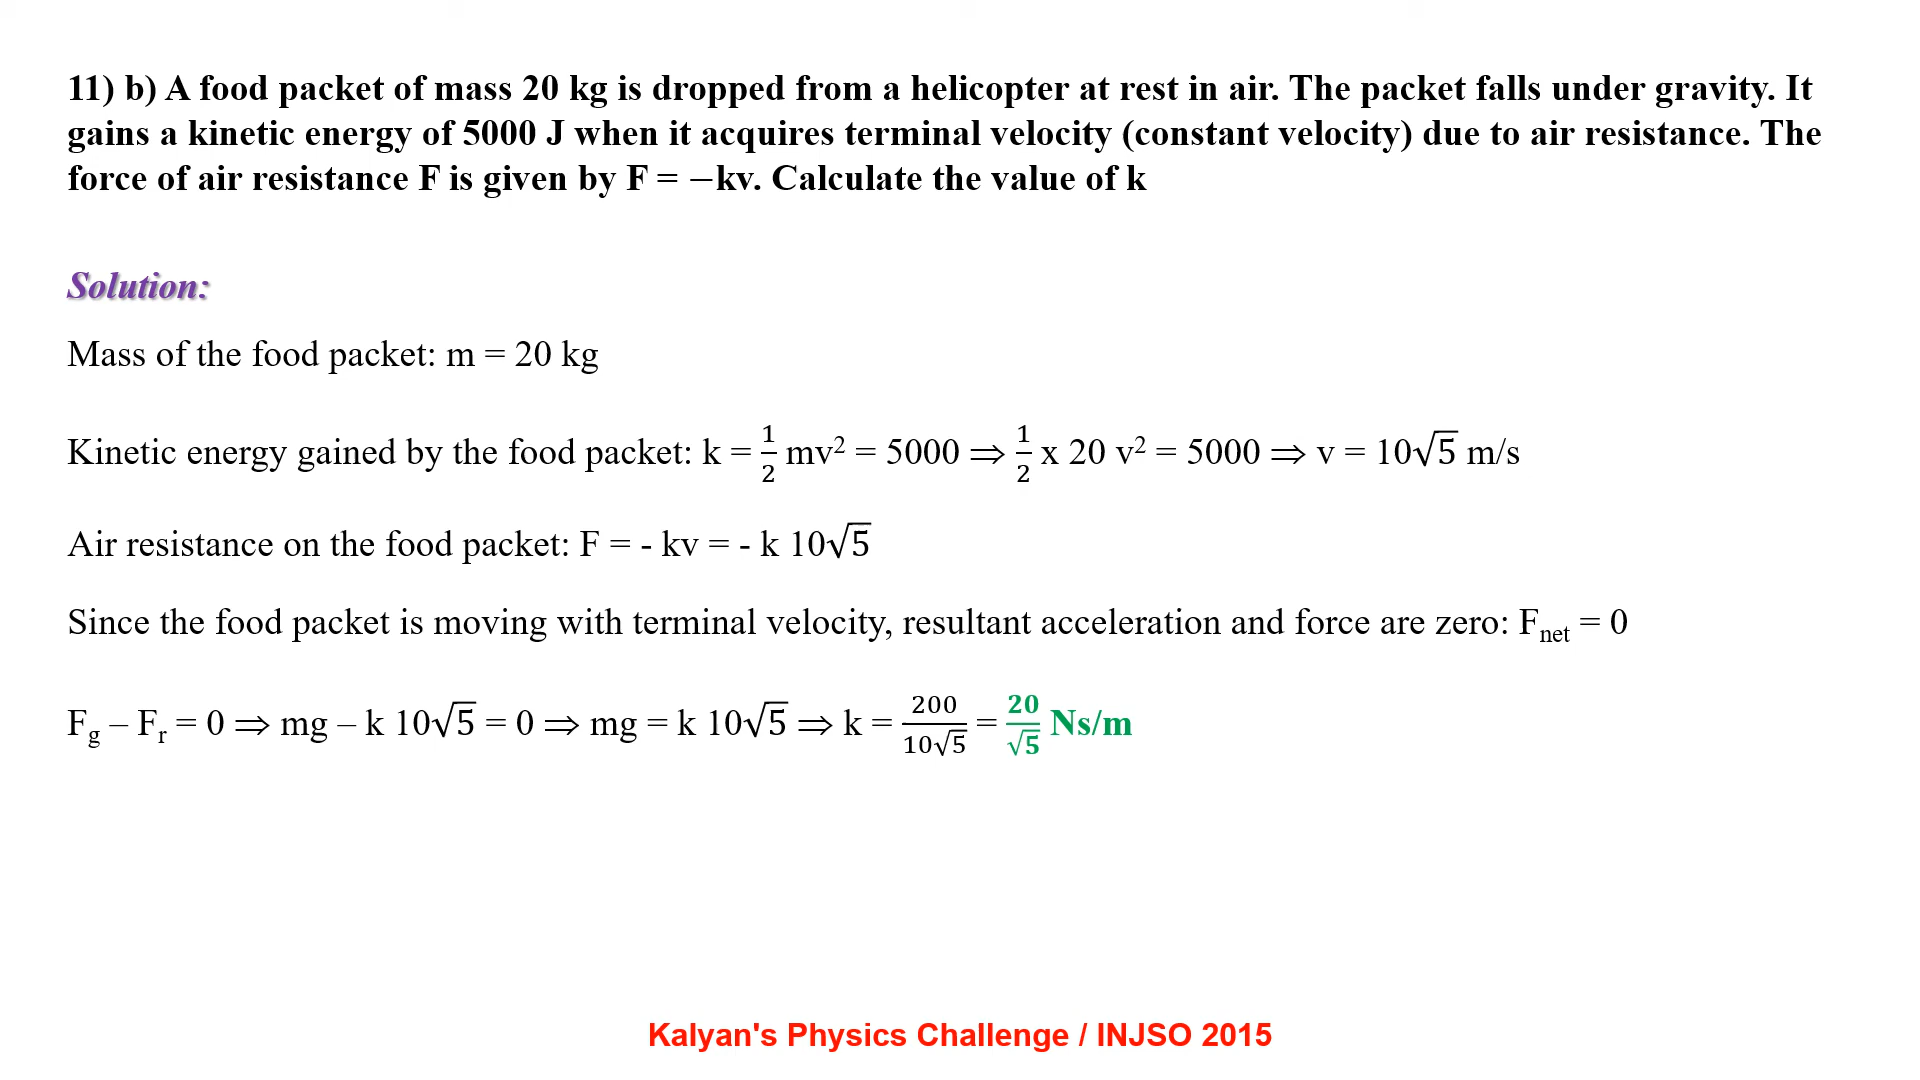 11) b) A food packet of mass 20 kg is dropped from a helicopter at rest in air. The packet falls under gravity. It
gains a kinetic energy of 5000 J when it acquires terminal velocity (constant velocity) due to air resistance. The
force of air resistance F is given by F = −kv. Calculate the value of k
Solution:
Mass of the food packet: m = 20 kg
Kinetic energy gained by the food packet: k = 1/2 mv² = 5000 ⇒ 1/2 x 20 v² = 5000 ⇒ v = 10√5 m/s
Air resistance on the food packet: F = - kv = - k 10√5
Since the food packet is moving with terminal velocity, resultant acceleration and force are zero: F_net = 0
F_g – F_r = 0 ⇒ mg – k 10√5 = 0 ⇒ mg = k 10√5 ⇒ k = 200/10√5 = 20/√5 Ns/m
Kalyan's Physics Challenge / INJSO 2015